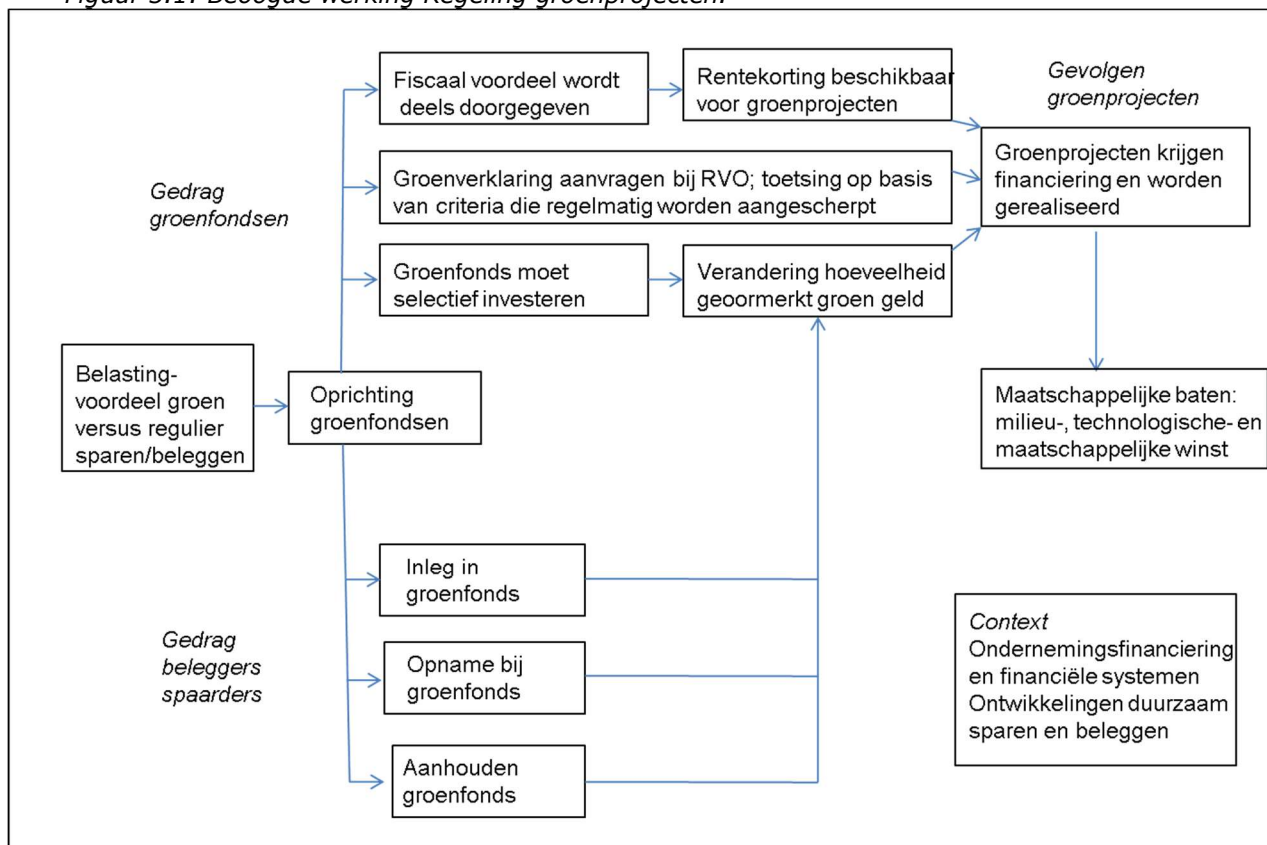 Figuur 3.1: Beoogde werking Regeling groenprojecten.
Fiscaal voordeel wordt
deels doorgegeven
Rentekorting beschikbaar
voor groenprojecten
Gevolgen
groenprojecten
Groenprojecten krijgen
financiering en worden
gerealiseerd
Gedrag
groenfondsen
Groenverklaring aanvragen bij RVO; toetsing op basis
van criteria die regelmatig worden aangescherpt
Groenfonds moet
selectief investeren
Verandering hoeveelheid
geoormerkt groen geld
Belasting-
voordeel groen
versus regulier
sparen/beleggen
Oprichting
groenfondsen
Maatschappelijke baten:
milieu-, technologische- en
maatschappelijke winst
Inleg in
groenfonds
Gedrag
beleggers
spaarders
Opname bij
groenfonds
Aanhouden
groenfonds
Context
Ondernemingsfinanciering
en financiële systemen
Ontwikkelingen duurzaam
sparen en beleggen